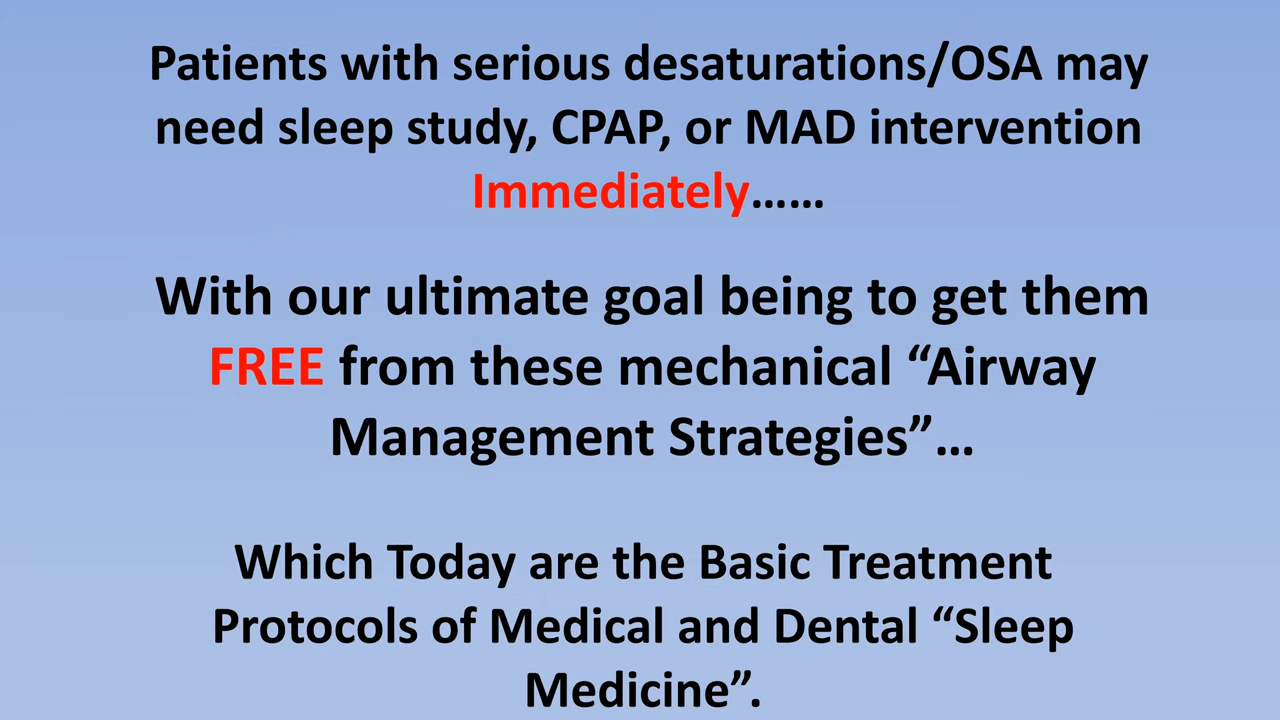 Patients with serious desaturations/OSA may
need sleep study, CPAP, or MAD intervention
Immediately……
With our ultimate goal being to get them
FREE from these mechanical “Airway
Management Strategies”…
Which Today are the Basic Treatment
Protocols of Medical and Dental “Sleep
Medicine”.